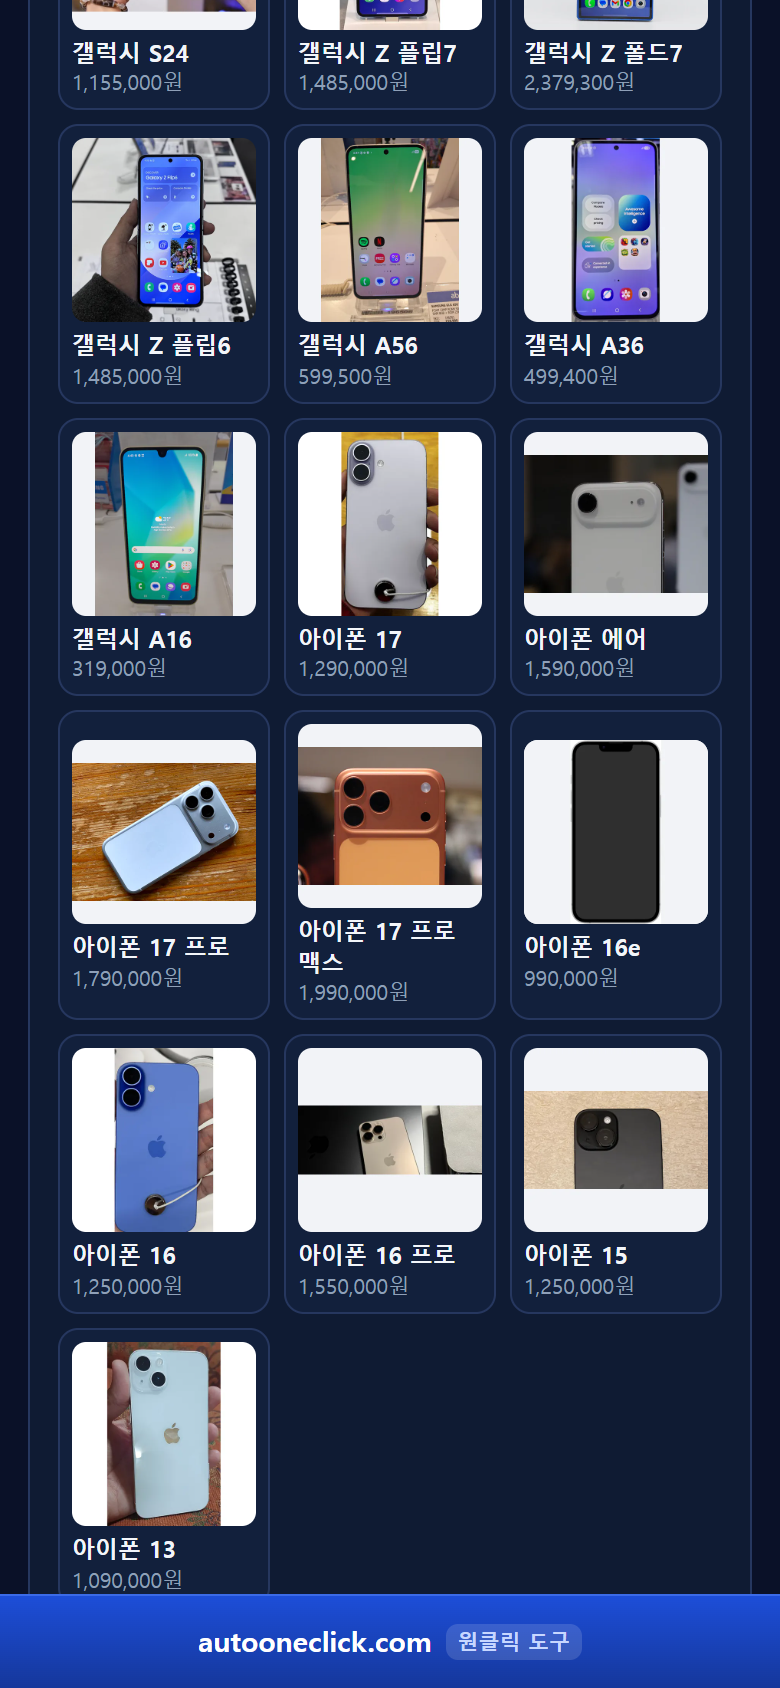 갤럭시 S24
1,155,000원
갤럭시 Z 플립7
1,485,000원
갤럭시 Z 폴드7
2,379,300원
갤럭시 Z 플립6
1,485,000원
갤럭시 A56
599,500원
갤럭시 A36
499,400원
갤럭시 A16
319,000원
아이폰 17
1,290,000원
아이폰 에어
1,590,000원
아이폰 17 프로
1,790,000원
아이폰 17 프로
맥스
1,990,000원
아이폰 16e
990,000원
아이폰 16
1,250,000원
아이폰 16 프로
1,550,000원
아이폰 15
1,250,000원
아이폰 13
1,090,000원
autooneclick.com 원클릭 도구